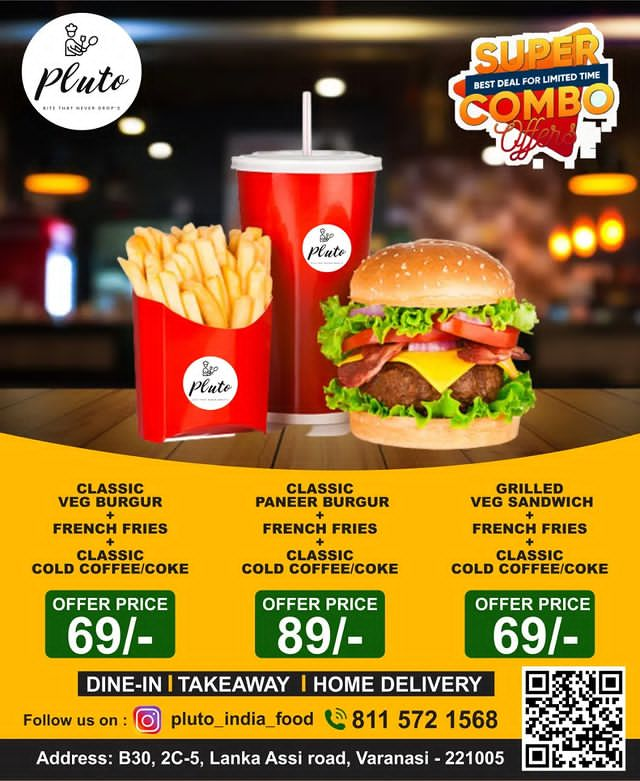 Pluto
BITE THAT NEVER DROP'S
SUPER
BEST DEAL FOR LIMITED TIME
COMBO
Offers
Pluto
Pluto
CLASSIC
VEG BURGUR
+
FRENCH FRIES
+
CLASSIC
COLD COFFEE/COKE
OFFER PRICE
69/-
CLASSIC
PANEER BURGUR
+
FRENCH FRIES
+
CLASSIC
COLD COFFEE/COKE
OFFER PRICE
89/-
GRILLED
VEG SANDWICH
+
FRENCH FRIES
+
CLASSIC
COLD COFFEE/COKE
OFFER PRICE
69/-
DINE-IN | TAKEAWAY | HOME DELIVERY
Follow us on : pluto_india_food 811 572 1568
Address: B30, 2C-5, Lanka Assi road, Varanasi - 221005